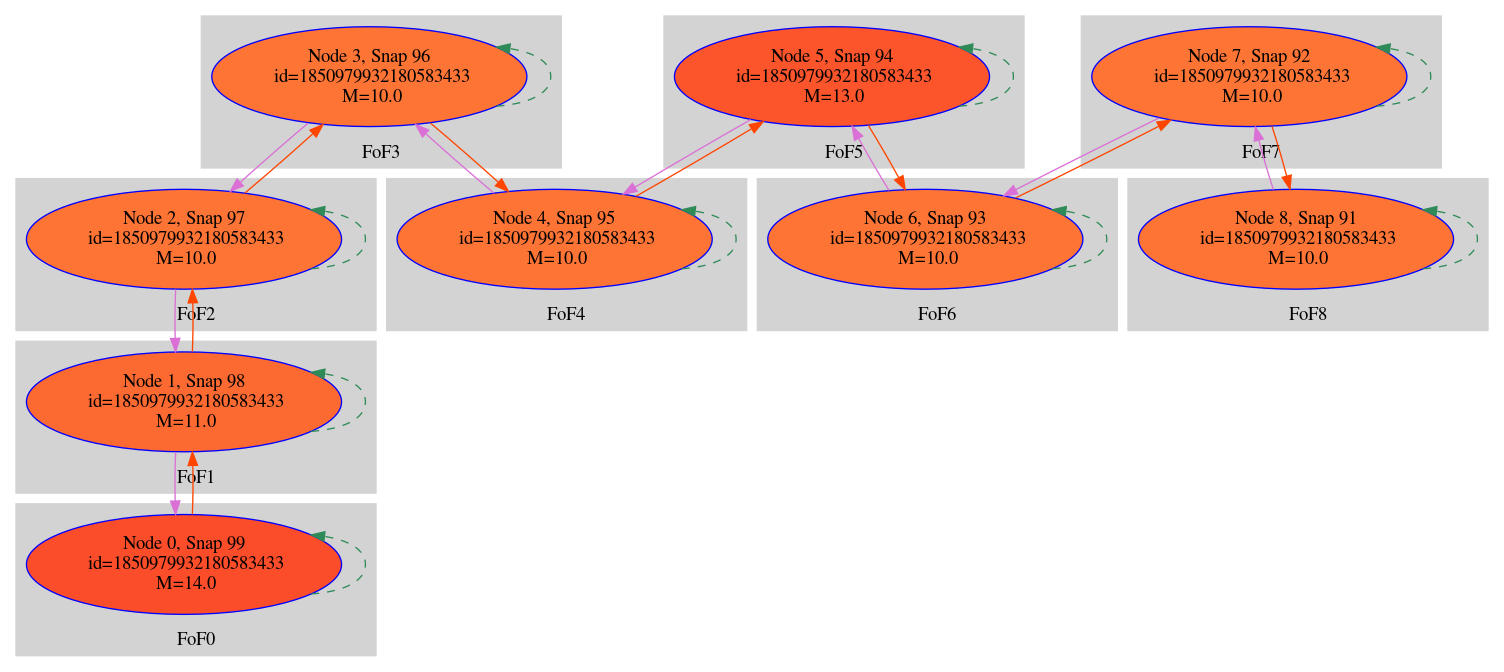 Node 3, Snap 96
id=1850979932180583433
M=10.0
FoF3
Node 5, Snap 94
id=1850979932180583433
M=13.0
FoF5
Node 7, Snap 92
id=1850979932180583433
M=10.0
FoF7
Node 2, Snap 97
id=1850979932180583433
M=10.0
FoF2
Node 4, Snap 95
id=1850979932180583433
M=10.0
FoF4
Node 6, Snap 93
id=1850979932180583433
M=10.0
FoF6
Node 8, Snap 91
id=1850979932180583433
M=10.0
FoF8
Node 1, Snap 98
id=1850979932180583433
M=11.0
FoF1
Node 0, Snap 99
id=1850979932180583433
M=14.0
FoF0